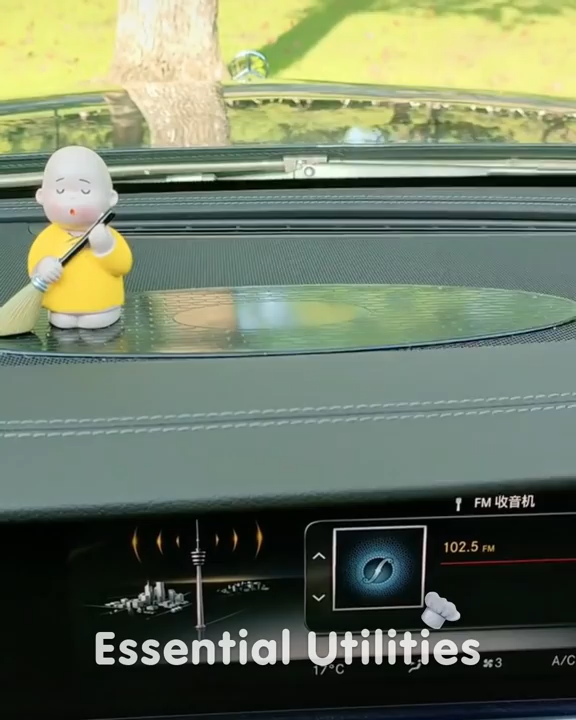 FM 收音机
102.5 FM
Essential Utilities
17°C
3
A/C